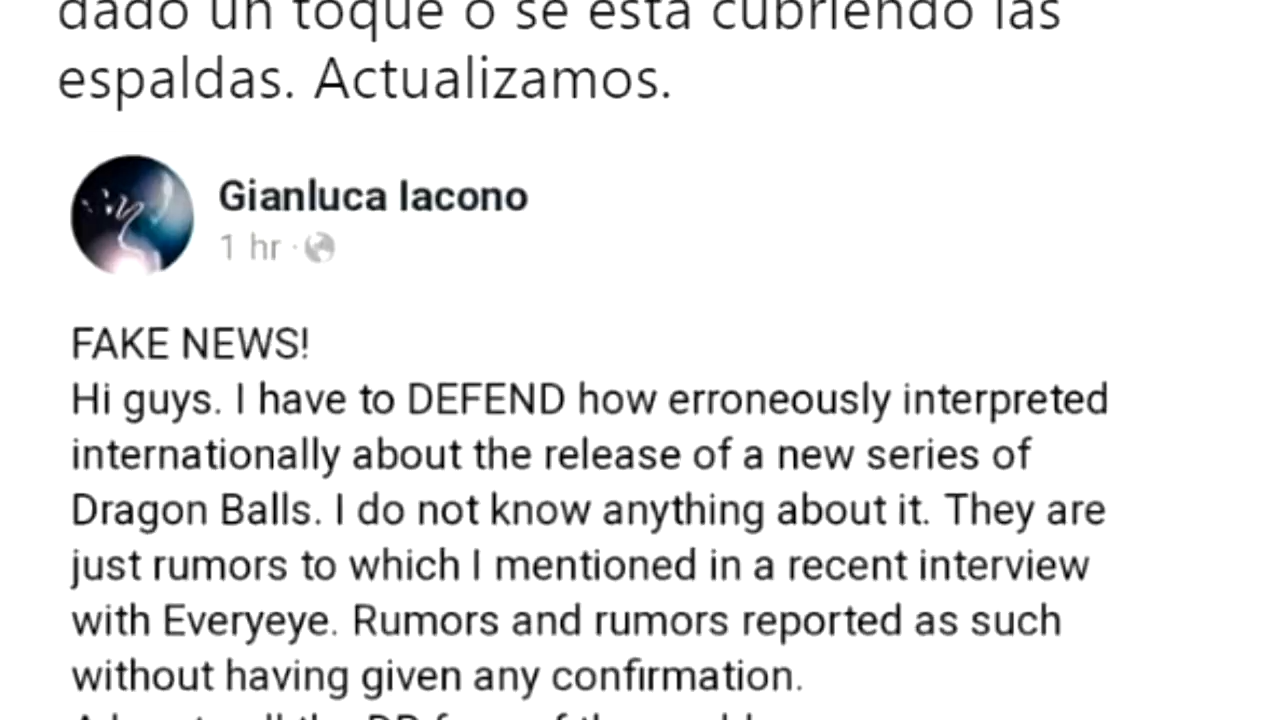 dado un toque o se está cubriendo las
espaldas. Actualizamos.
Gianluca Iacono
1 hr ·
FAKE NEWS!
Hi guys. I have to DEFEND how erroneously interpreted
internationally about the release of a new series of
Dragon Balls. I do not know anything about it. They are
just rumors to which I mentioned in a recent interview
with Everyeye. Rumors and rumors reported as such
without having given any confirmation.